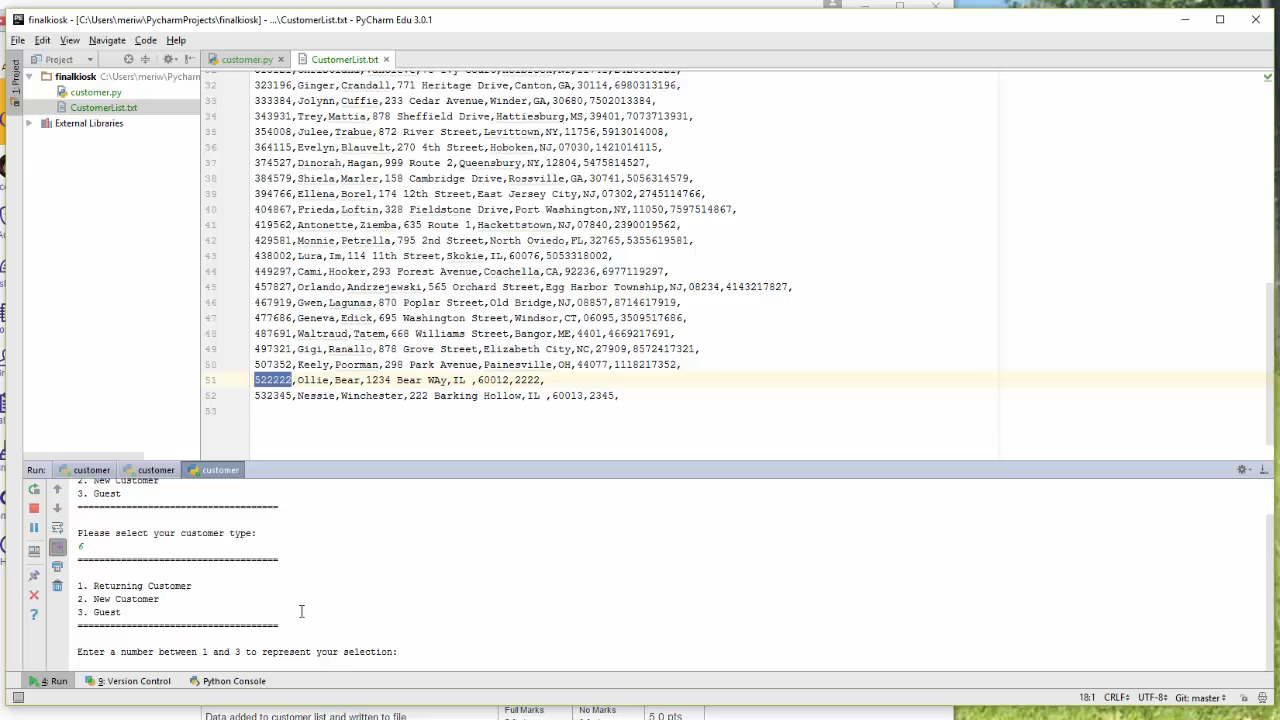 finalkiosk - [C:\Users\meriw\PycharmProjects\finalkiosk] - ...\CustomerList.txt - PyCharm Edu 3.0.1
File Edit View Navigate Code Help
Project
customer.py
CustomerList.txt
1: Project
finalkiosk C:\Users\meriw\Pycharm
customer.py
CustomerList.txt
External Libraries
32 323196,Ginger,Crandall,771 Heritage Drive,Canton,GA,30114,6980313196,
33 333384,Jolynn,Cuffie,233 Cedar Avenue,Winder,GA,30680,7502013384,
34 343931,Trey,Mattia,878 Sheffield Drive,Hattiesburg,MS,39401,7073713931,
35 354008,Julee,Trabue,872 River Street,Levittown,NY,11756,5913014008,
36 364115,Evelyn,Blauvelt,270 4th Street,Hoboken,NJ,07030,1421014115,
37 374527,Dinorah,Hagan,999 Route 2,Queensbury,NY,12804,5475814527,
38 384579,Shiela,Marler,158 Cambridge Drive,Rossville,GA,30741,5056314579,
39 394766,Ellena,Borel,174 12th Street,East Jersey City,NJ,07302,2745114766,
40 404867,Frieda,Loftin,328 Fieldstone Drive,Port Washington,NY,11050,7597514867,
41 419562,Antonette,Ziemba,635 Route 1,Hackettstown,NJ,07840,2390019562,
42 429581,Monnie,Petrella,795 2nd Street,North Oviedo,FL,32765,5355619581,
43 438002,Lura,Im,114 11th Street,Skokie,IL,60076,5053318002,
44 449297,Cami,Hooker,293 Forest Avenue,Coachella,CA,92236,6977119297,
45 457827,Orlando,Andrzejewski,565 Orchard Street,Egg Harbor Township,NJ,08234,4143217827,
46 467919,Gwen,Lagunas,870 Poplar Street,Old Bridge,NJ,08857,8714617919,
47 477686,Geneva,Edick,695 Washington Street,Windsor,CT,06095,3509517686,
48 487691,Waltraud,Tatem,668 Williams Street,Bangor,ME,4401,4669217691,
49 497321,Gigi,Ranallo,878 Grove Street,Elizabeth City,NC,27909,8572417321,
50 507352,Keely,Poorman,298 Park Avenue,Painesville,OH,44077,1118217352,
51 522222,Ollie,Bear,1234 Bear WAy,IL ,60012,2222,
52 532345,Nessie,Winchester,222 Barking Hollow,IL ,60013,2345,
53
Run: customer customer customer
2. New Customer
3. Guest
=====================================
Please select your customer type:
6
=====================================
1. Returning Customer
2. New Customer
3. Guest
=====================================
Enter a number between 1 and 3 to represent your selection:
4: Run 9: Version Control Python Console
18:1 CRLF UTF-8 Git: master
Full Marks No Marks
Data added to customer list and written to file 5.0 pts